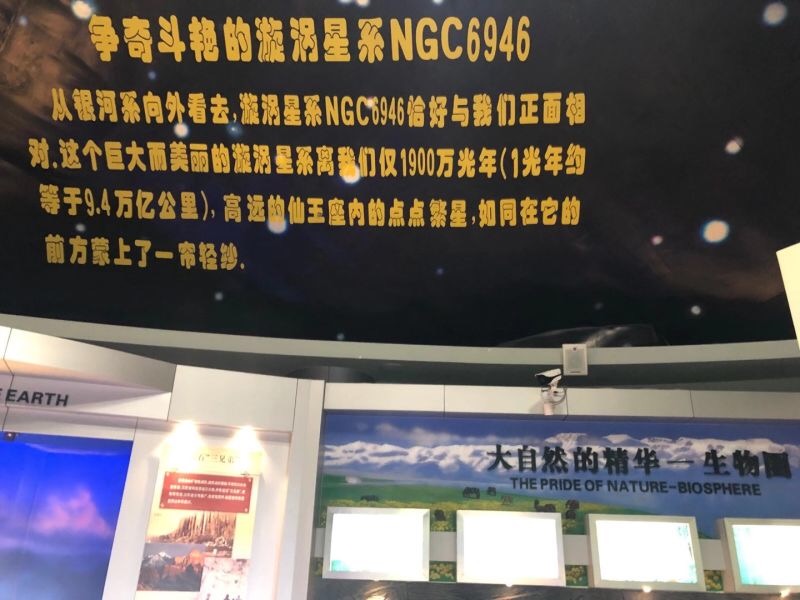 争奇斗艳的漩涡星系NGC6946
从银河系向外看去,漩涡星系NGC6946恰好与我们正面相
对.这个巨大而美丽的漩涡星系离我们仅1900万光年(1光年约
等于9.4万亿公里),高远的仙王座内的点点繁星,如同在它的
前方蒙上了一帘轻纱.
EARTH
大自然的精华一生物圈
THE PRIDE OF NATURE-BIOSPHERE